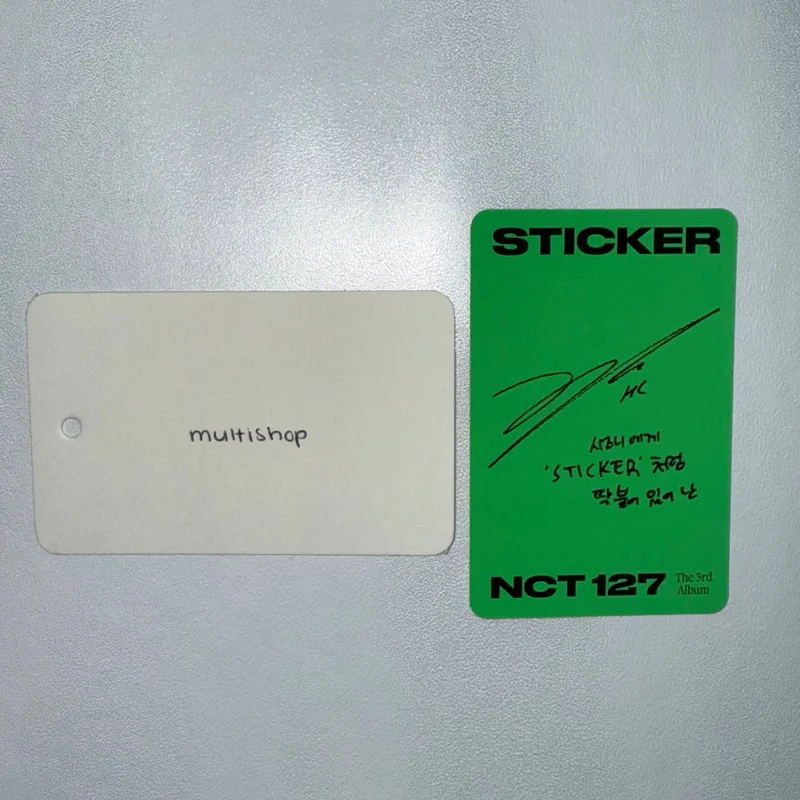 multishop
STICKER
HC
시즈니에게
'STICKER' 처럼
딱 붙어 있어 난
NCT 127
The 3rd
Album